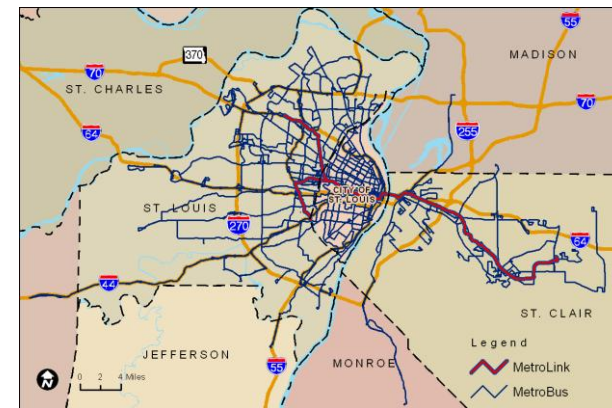 55
370
MADISON
70
ST. CHARLES
70
64
255
CITY OF
ST. LOUIS
ST. LOUIS
270
64
44
ST. CLAIR
JEFFERSON
55
MONROE
Legend
MetroLink
MetroBus
N
0 2 4 Miles